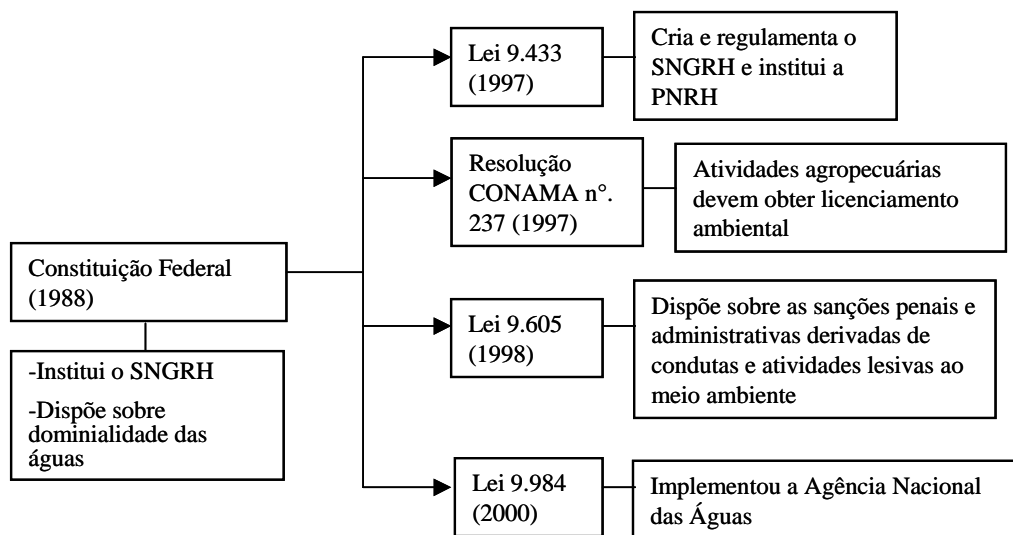 Constituição Federal
(1988)
-Institui o SNGRH
-Dispõe sobre
dominialidade das
águas
Lei 9.433
(1997)
Cria e regulamenta o
SNGRH e institui a
PNRH
Resolução
CONAMA n°.
237 (1997)
Atividades agropecuárias
devem obter licenciamento
ambiental
Lei 9.605
(1998)
Dispõe sobre as sanções penais e
administrativas derivadas de
condutas e atividades lesivas ao
meio ambiente
Lei 9.984
(2000)
Implementou a Agência Nacional
das Águas